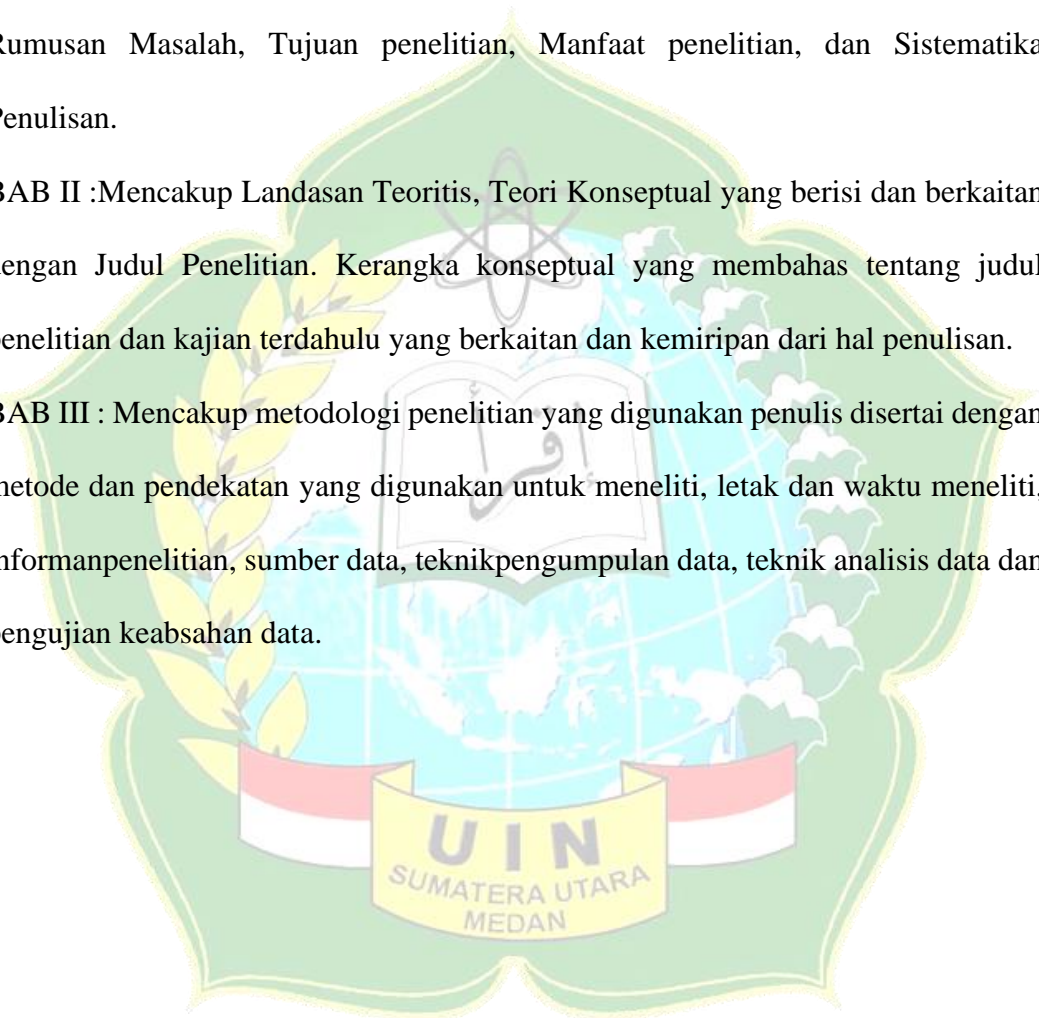 Rumusan Masalah, Tujuan penelitian, Manfaat penelitian, dan Sistematika
Penulisan.
BAB II :Mencakup Landasan Teoritis, Teori Konseptual yang berisi dan berkaitan
dengan Judul Penelitian. Kerangka konseptual yang membahas tentang judul
penelitian dan kajian terdahulu yang berkaitan dan kemiripan dari hal penulisan.
BAB III : Mencakup metodologi penelitian yang digunakan penulis disertai dengan
metode dan pendekatan yang digunakan untuk meneliti, letak dan waktu meneliti,
nformanpenelitian, sumber data, teknikpengumpulan data, teknik analisis data dan
pengujian keabsahan data.
إقرأ
UIN
SUMATERA UTARA
MEDAN